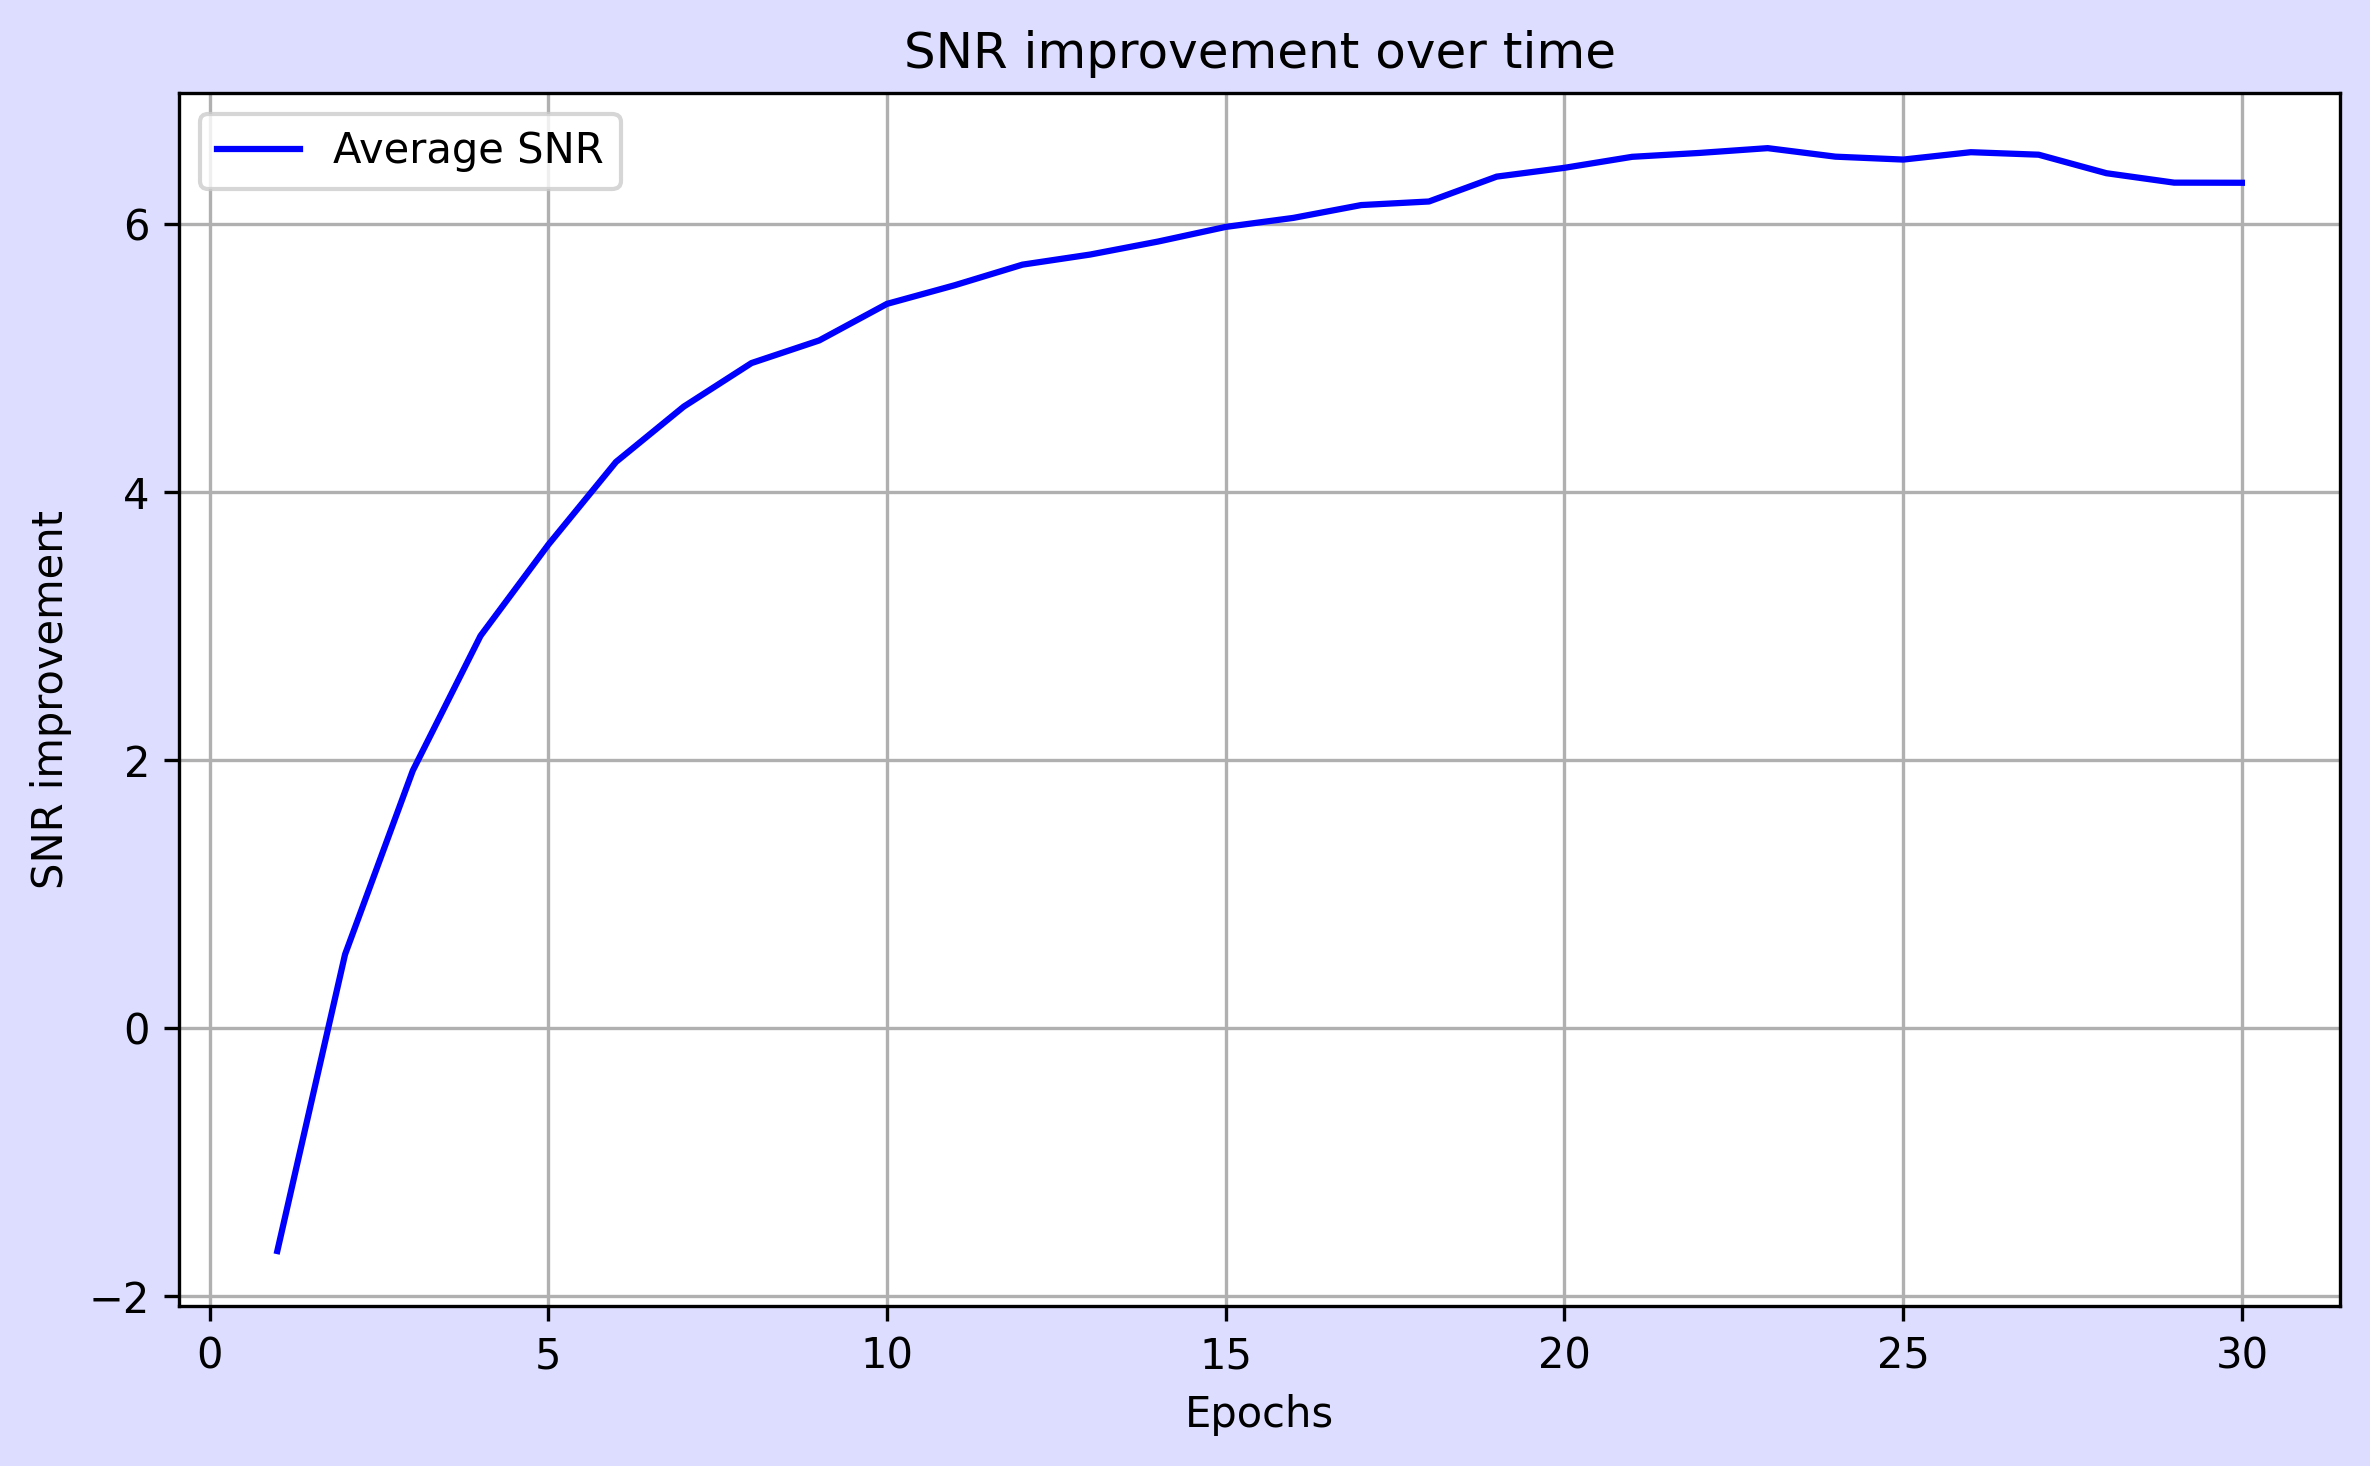 SNR improvement over time
Average SNR
SNR improvement
6
4
2
0
−2
0 5 10 15 20 25 30
Epochs